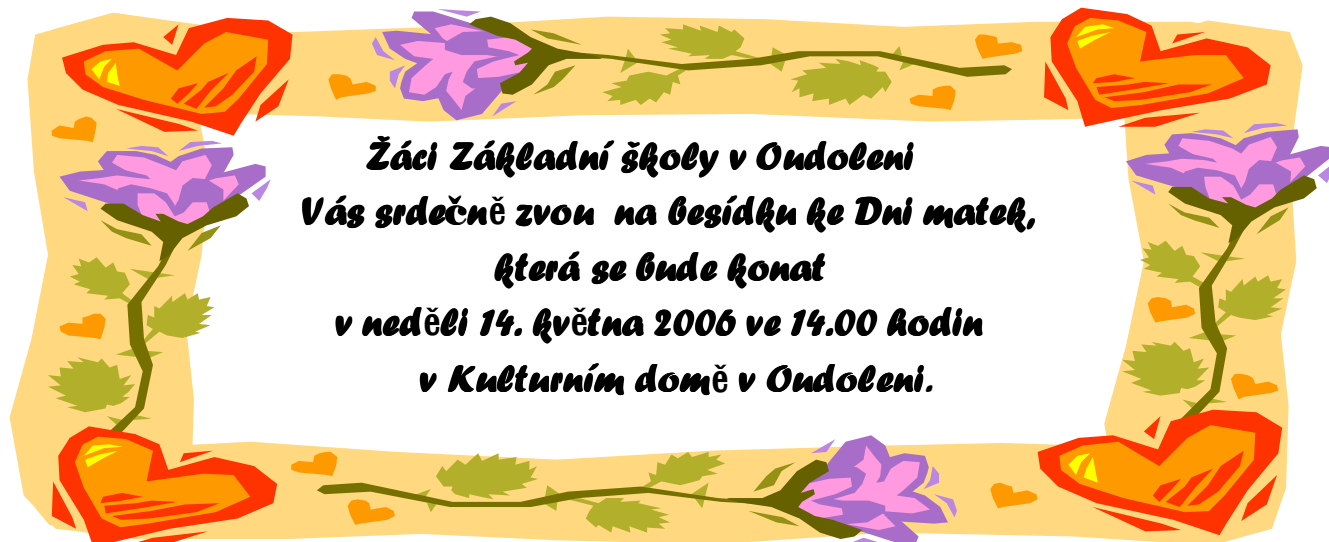 Žáci Základní školy v Oudoleni
Vás srdečně zvou na besídku ke Dni matek,
která se bude konat
v neděli 14. května 2006 ve 14.00 hodin
v Kulturním domě v Oudoleni.